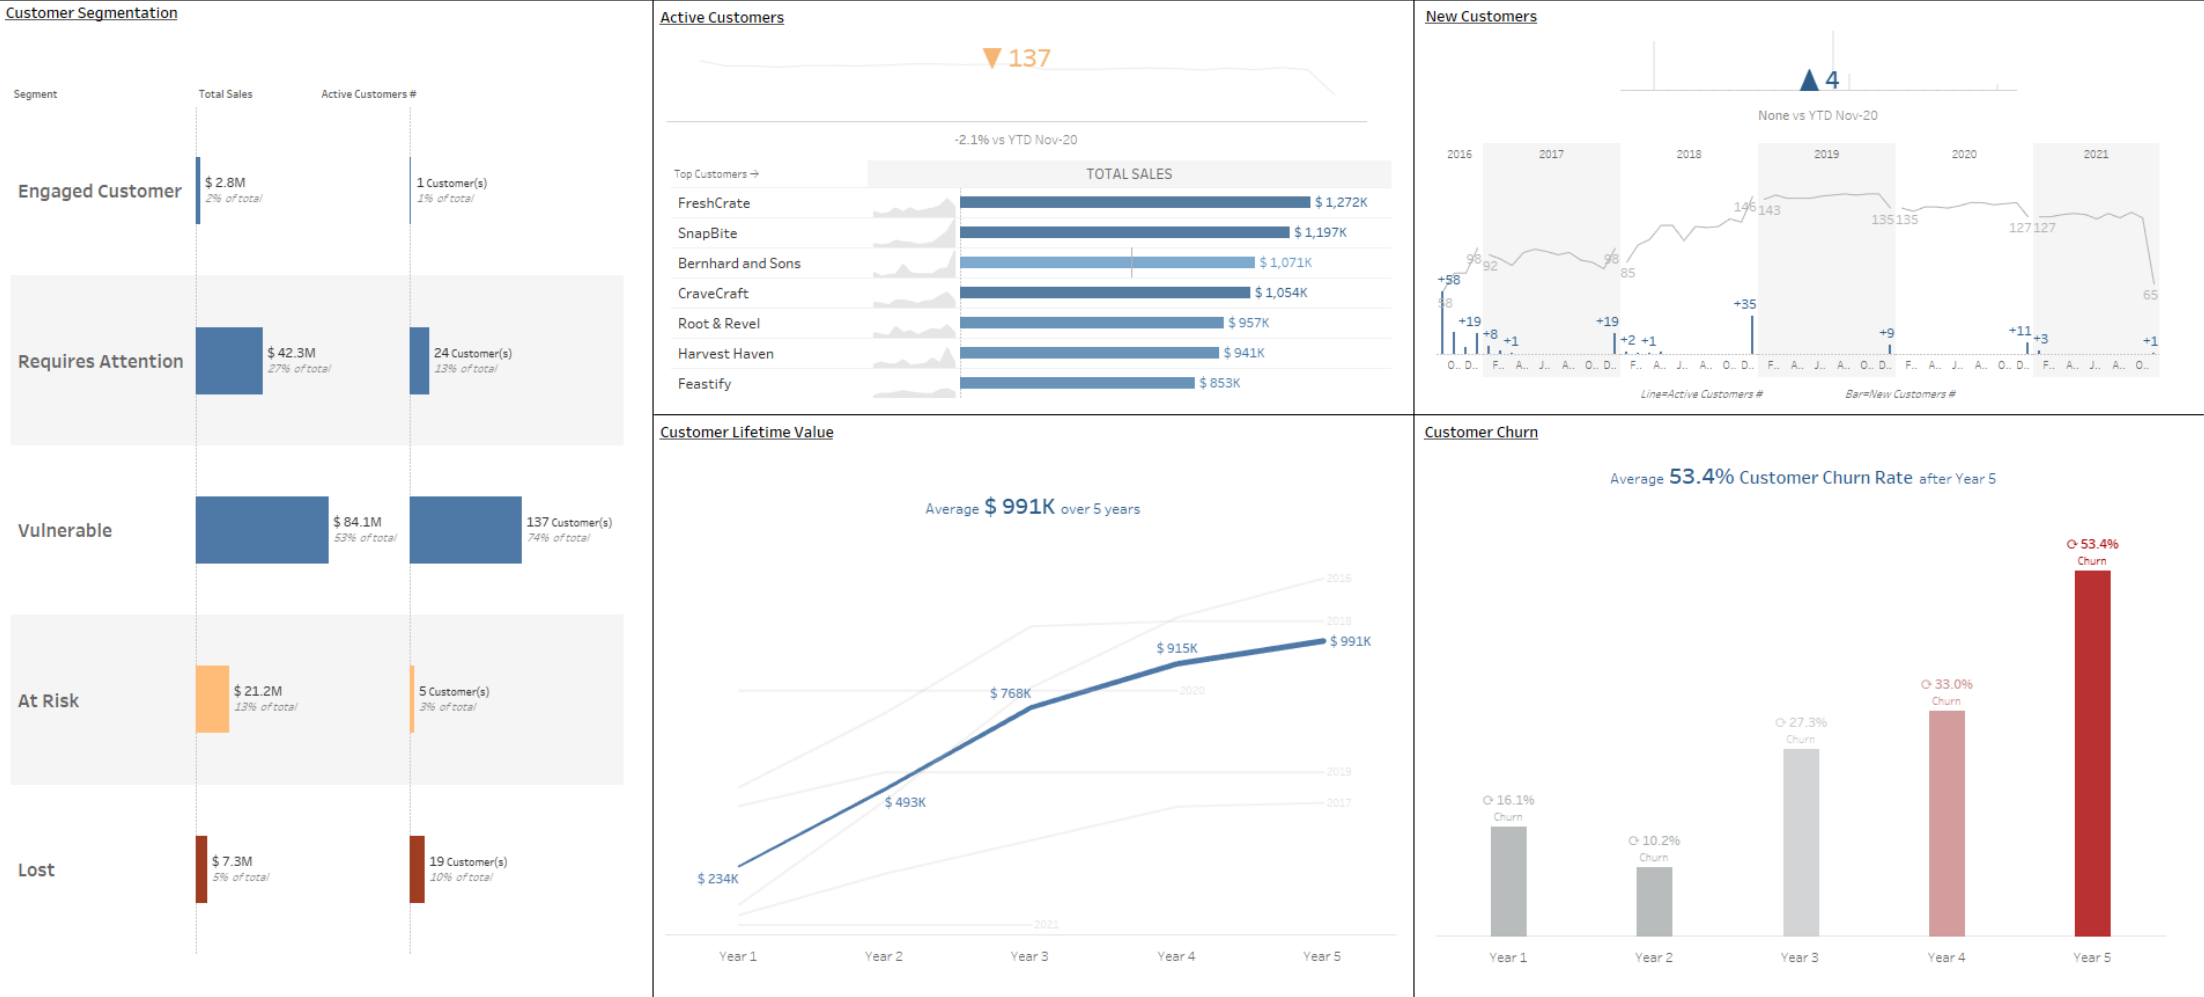 Customer Segmentation
Segment Total Sales Active Customers #
Engaged Customer
$ 2.8M
2% of total
1 Customer(s)
1% of total
Requires Attention
$ 42.3M
27% of total
24 Customer(s)
13% of total
Vulnerable
$ 84.1M
53% of total
137 Customer(s)
74% of total
At Risk
$ 21.2M
13% of total
5 Customer(s)
3% of total
Lost
$ 7.3M
5% of total
19 Customer(s)
10% of total
Active Customers
▼ 137
-2.1% vs YTD Nov-20
Top Customers → TOTAL SALES
FreshCrate $ 1,272K
SnapBite $ 1,197K
Bernhard and Sons $ 1,071K
CraveCraft $ 1,054K
Root & Revel $ 957K
Harvest Haven $ 941K
Feastify $ 853K
New Customers
▲ 4
None vs YTD Nov-20
2016 2017 2018 2019 2020 2021
146 143
135 135
127 127
98 92 98 85
+58
58
65
+35
+19 +8 +1 +19 +2 +1 +9 +11 +3 +1
O.. D.. F.. A.. J.. A.. O.. D.. F.. A.. J.. A.. O.. D.. F.. A.. J.. A.. O.. D.. F.. A.. J.. A.. O.. D.. F.. A.. J.. A.. O..
Line=Active Customers # Bar=New Customers #
Customer Lifetime Value
Average $ 991K over 5 years
2016
2018
$ 991K
$ 915K
$ 768K
2020
2019
$ 493K
2017
$ 234K
2021
Year 1 Year 2 Year 3 Year 4 Year 5
Customer Churn
Average 53.4% Customer Churn Rate after Year 5
⟳ 53.4%
Churn
⟳ 33.0%
Churn
⟳ 27.3%
Churn
⟳ 16.1%
Churn
⟳ 10.2%
Churn
Year 1 Year 2 Year 3 Year 4 Year 5